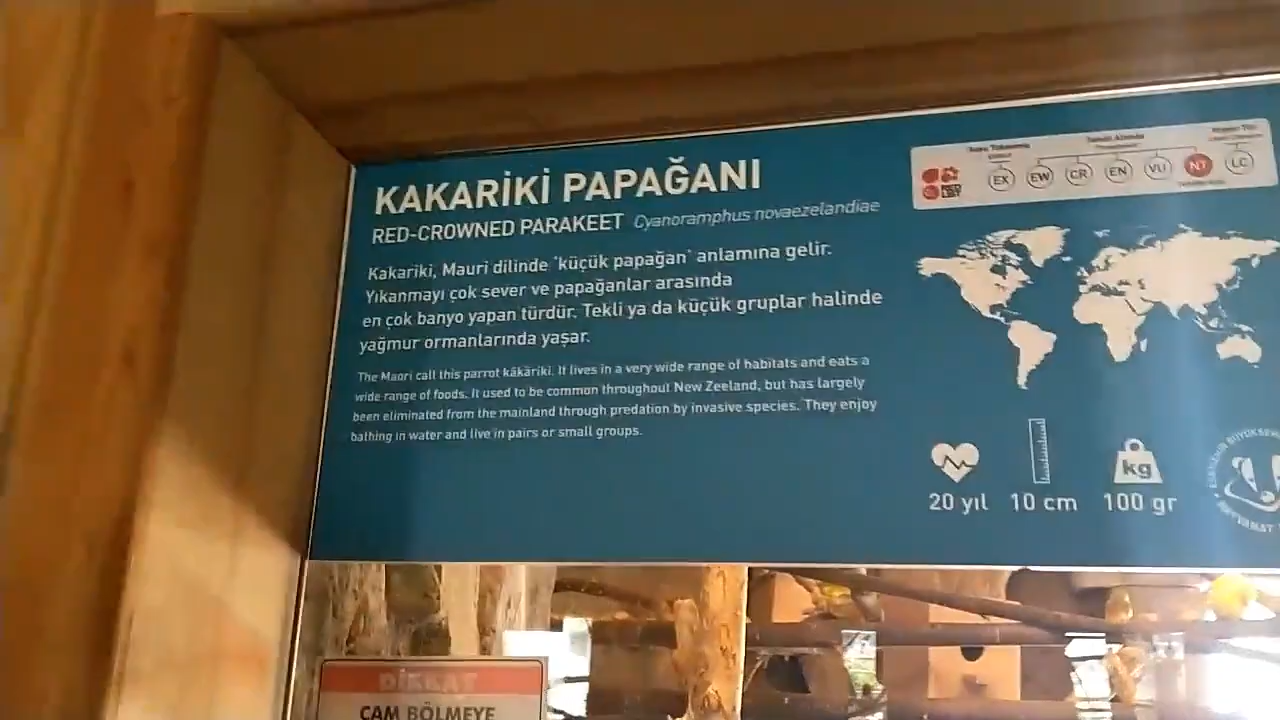 KAKARİKİ PAPAĞANI
RED-CROWNED PARAKEET Cyanoramphus novaezelandiae
Kakariki, Mauri dilinde 'küçük papağan' anlamına gelir.
Yıkanmayı çok sever ve papağanlar arasında
en çok banyo yapan türdür. Tekli ya da küçük gruplar halinde
yağmur ormanlarında yaşar.
The Maori call this parrot kākāriki. It lives in a very wide range of habitats and eats a
wide range of foods. It used to be common throughout New Zeeland, but has largely
been eliminated from the mainland through predation by invasive species. They enjoy
bathing in water and live in pairs or small groups.
EX EW CR EN VU NT LC
kg
20 yıl 10 cm 100 gr
DİKKAT
CAM BÖLMEYE